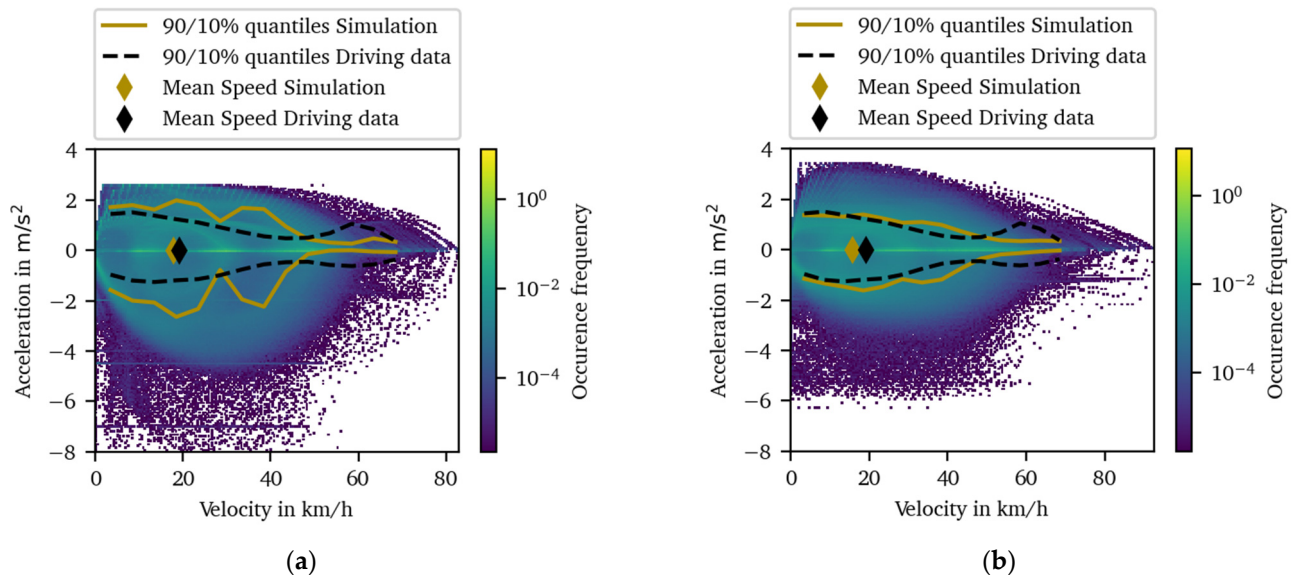 90/10% quantiles Simulation
90/10% quantiles Driving data
Mean Speed Simulation
Mean Speed Driving data
4
2
0
−2
−4
−6
−8
0
20
40
60
80
Acceleration in m/s²
Velocity in km/h
10⁰
10⁻²
10⁻⁴
Occurence frequency
(a)
90/10% quantiles Simulation
90/10% quantiles Driving data
Mean Speed Simulation
Mean Speed Driving data
4
2
0
−2
−4
−6
−8
0
20
40
60
80
Acceleration in m/s²
Velocity in km/h
10⁰
10⁻²
10⁻⁴
Occurence frequency
(b)